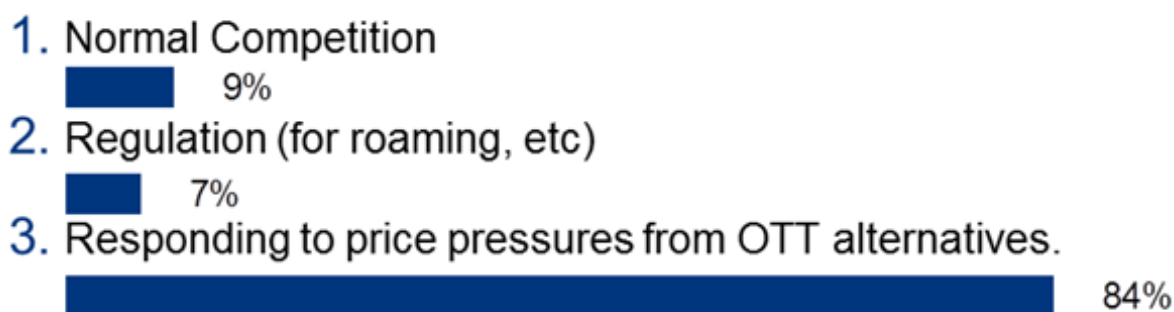 1. Normal Competition
9%
2. Regulation (for roaming, etc)
7%
3. Responding to price pressures from OTT alternatives.
84%